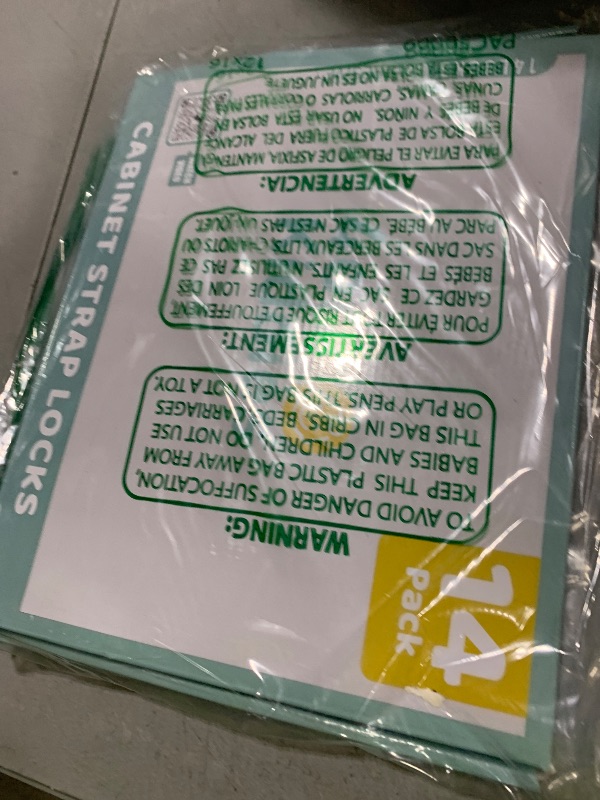 WARNING:
TO AVOID DANGER OF SUFFOCATION,
KEEP THIS PLASTIC BAG AWAY FROM
BABIES AND CHILDREN. DO NOT USE
THIS BAG IN CRIBS, BEDS, CARRIAGES
OR PLAY PENS. THIS BAG IS NOT A TOY.
AVERTISSEMENT:
POUR ÉVITER TOUT RISQUE D'ETOUFFEMENT,
GARDEZ CE SAC EN PLASTIQUE LOIN DES
BEBÉS ET LES ENFANTS. N'UTILISEZ PAS CE
SAC DANS LES BERCEAUX, LITS, CHARIOTS OU
PARC AU BÉBÉ. CE SAC N'EST PAS UN JOUET.
ADVERTENCIA:
PARA EVITAR EL PELIGRO DE ASFIXIA, MANTENGA
ESTA BOLSA DE PLASTICO FUERA DEL ALCANCE
DE BEBES Y NIÑOS. NO USAR ESTA BOLSA EN
CUNAS, CAMAS, CARRIOLAS O CORRALES PARA
BEBES. ESTA BOLSA NO ES UN JUGUETE.
12X16
CABINET STRAP LOCKS
14
Pack